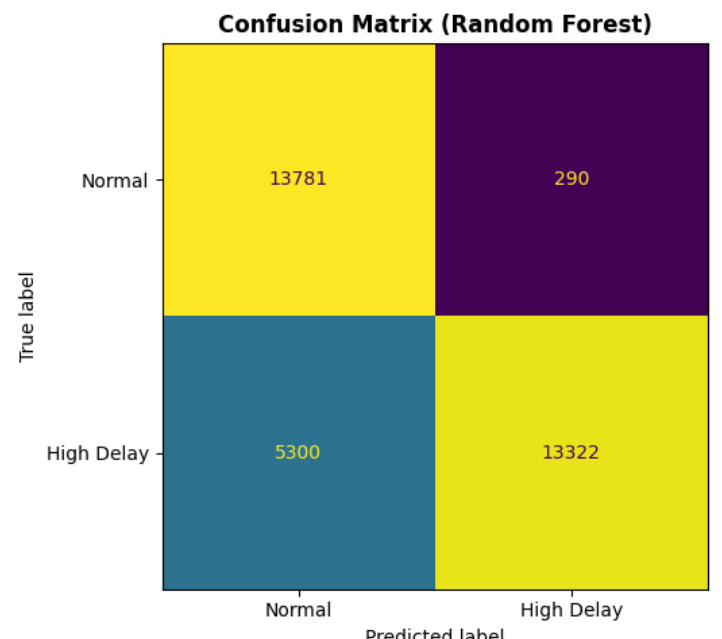 Confusion Matrix (Random Forest)
Normal
13781
290
True label
High Delay
5300
13322
Normal
High Delay
Predicted label